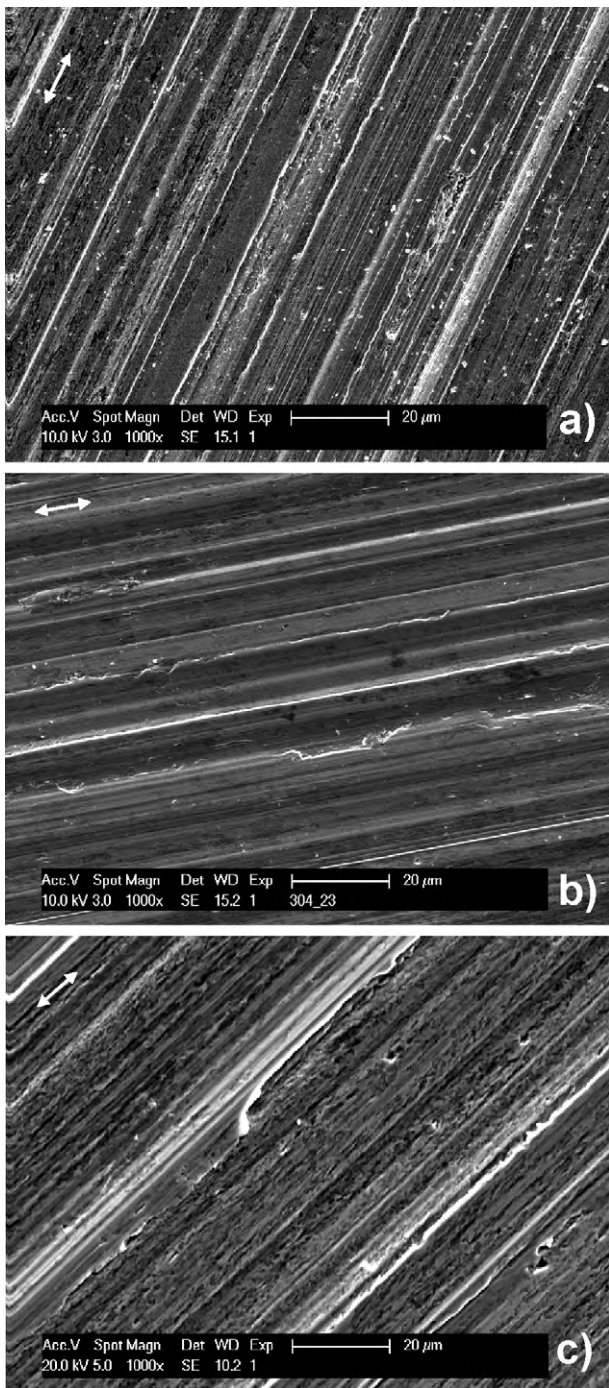 Acc.V Spot Magn Det WD Exp 20 µm
10.0 kV 3.0 1000x SE 15.1 1
a)
Acc.V Spot Magn Det WD Exp 20 µm
10.0 kV 3.0 1000x SE 15.2 1 304_23
b)
Acc.V Spot Magn Det WD Exp 20 µm
20.0 kV 5.0 1000x SE 10.2 1
c)